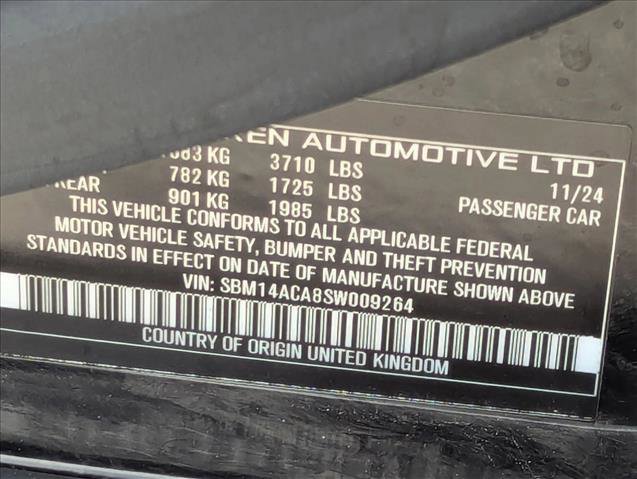 AUTOMOTIVE LTD
KG 3710 LBS 11/24
782 KG 1725 LBS PASSENGER CAR
REAR 901 KG 1985 LBS
THIS VEHICLE CONFORMS TO ALL APPLICABLE FEDERAL
MOTOR VEHICLE SAFETY, BUMPER AND THEFT PREVENTION
STANDARDS IN EFFECT ON DATE OF MANUFACTURE SHOWN ABOVE
VIN: SBM14ACA8SW009264
COUNTRY OF ORIGIN UNITED KINGDOM